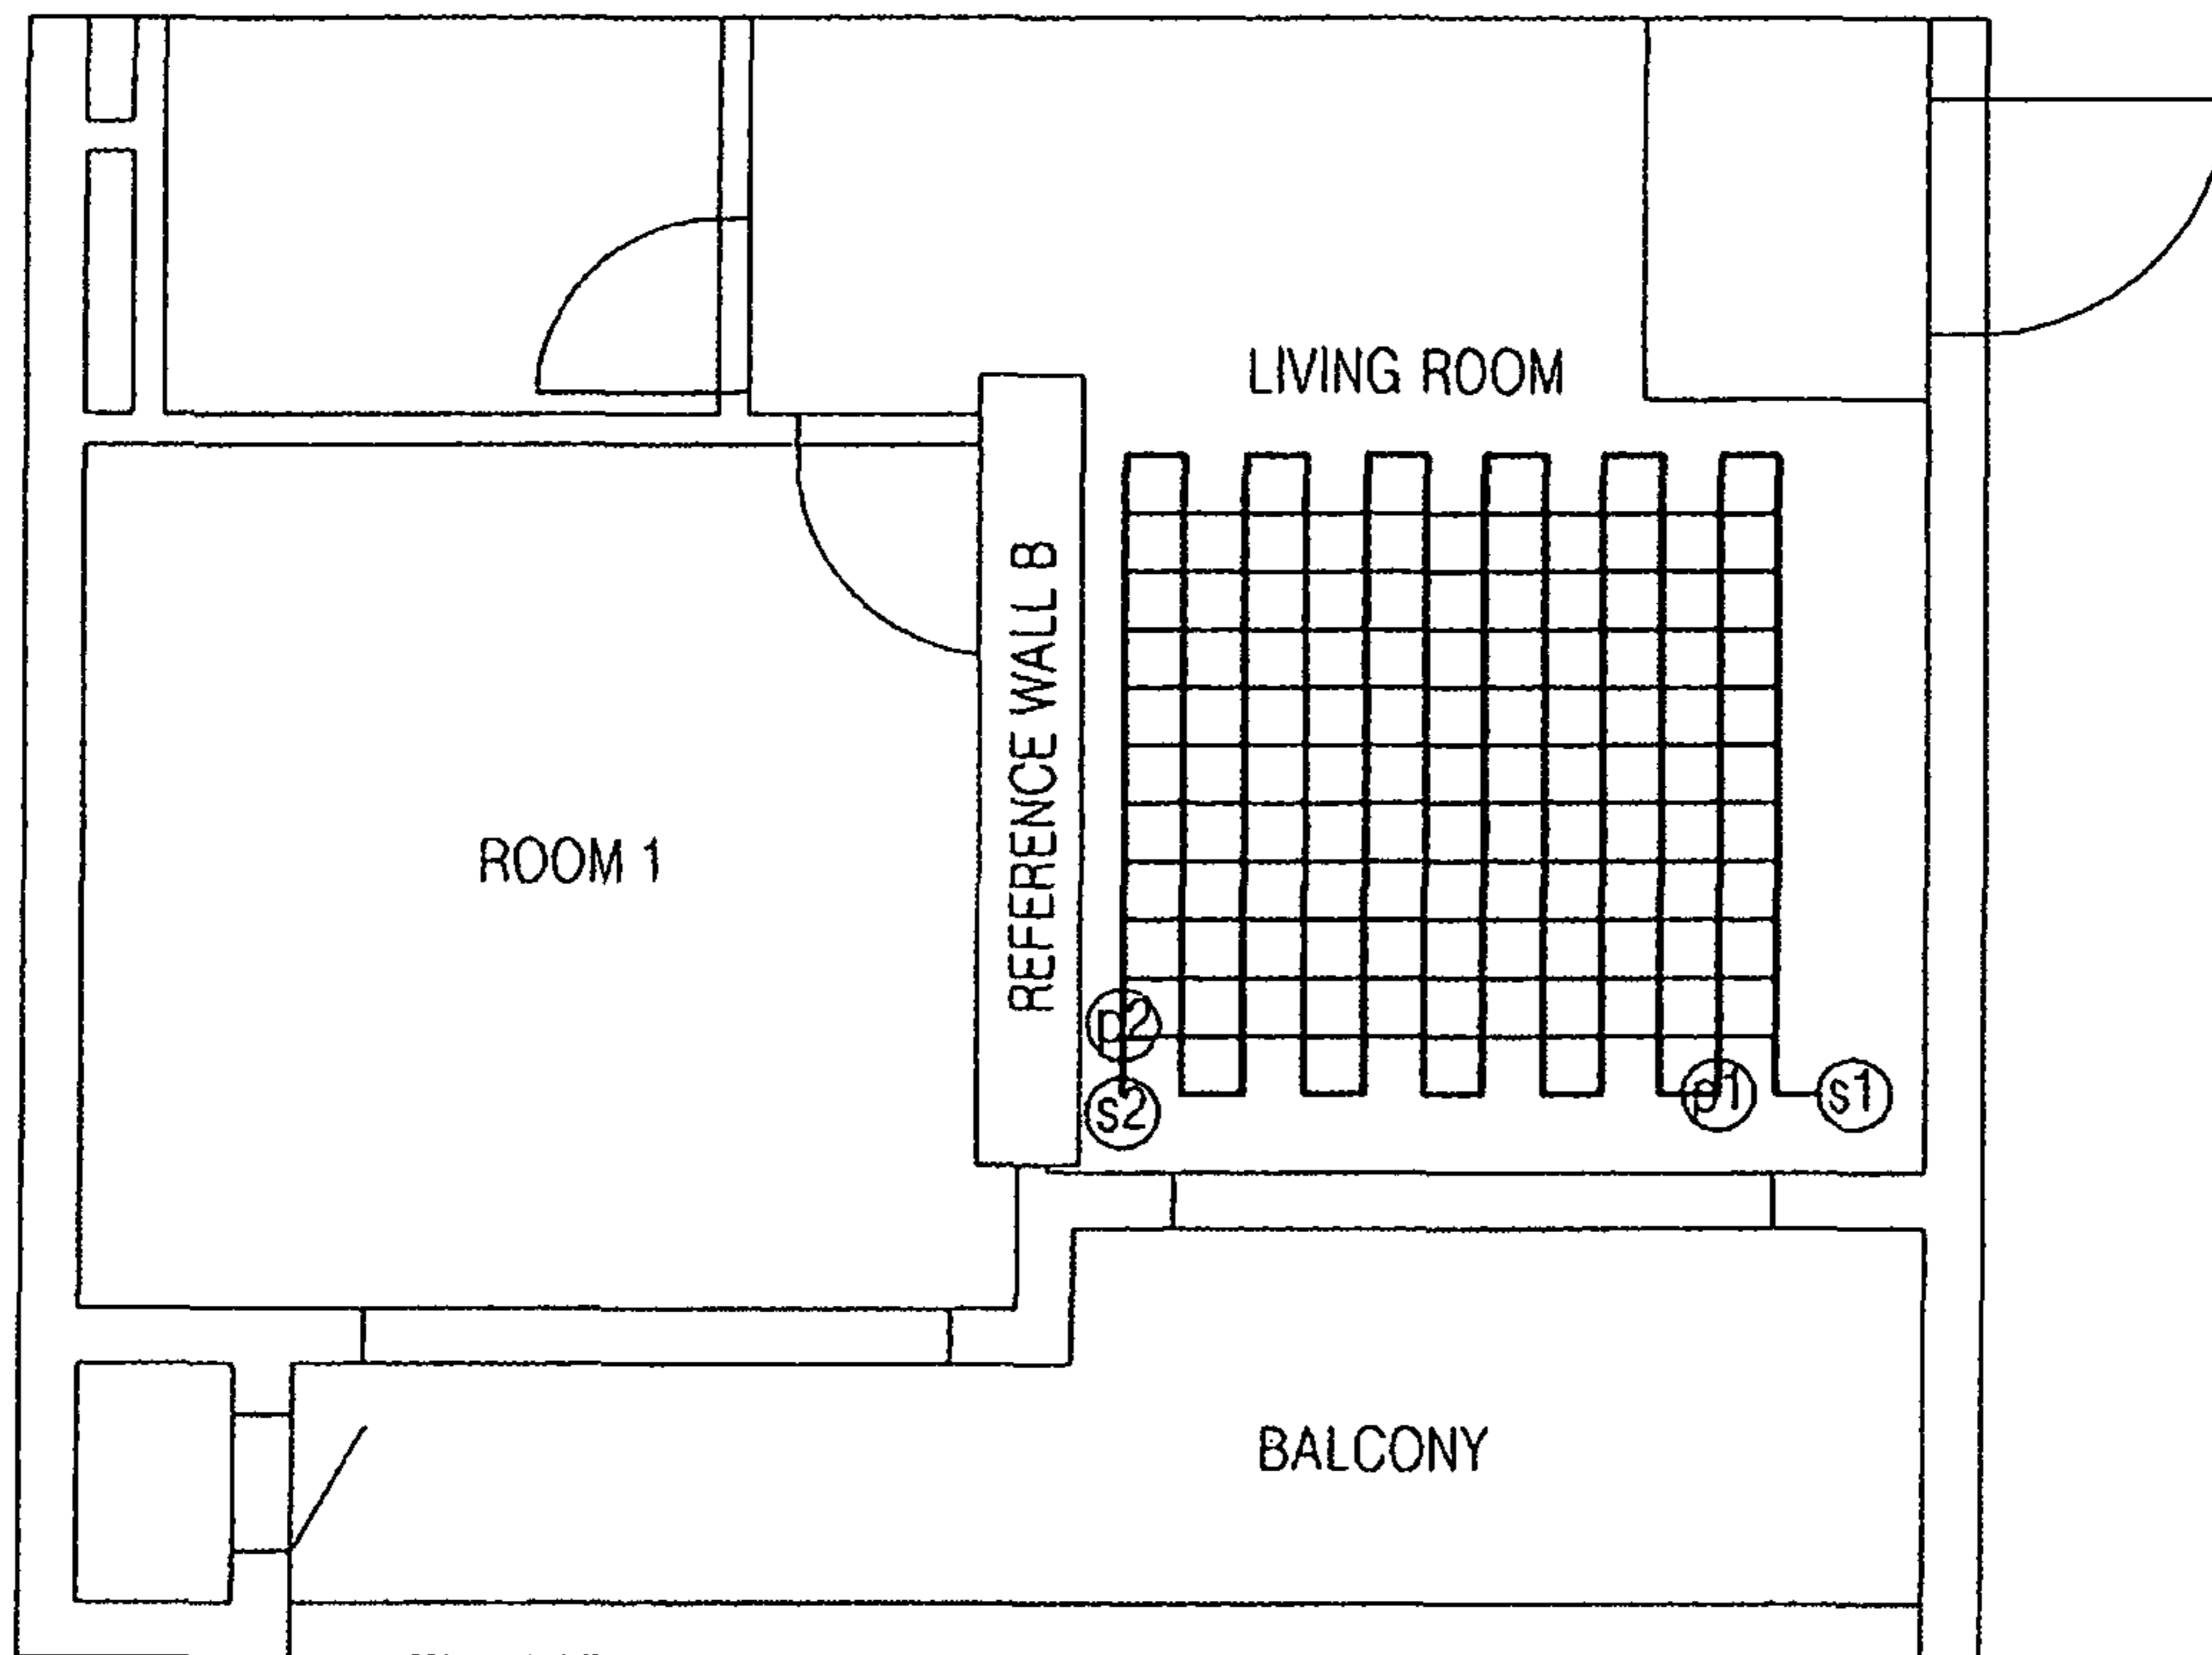 LIVING ROOM
REFERENCE WALL B
ROOM 1
p2
s2
p1
s1
BALCONY